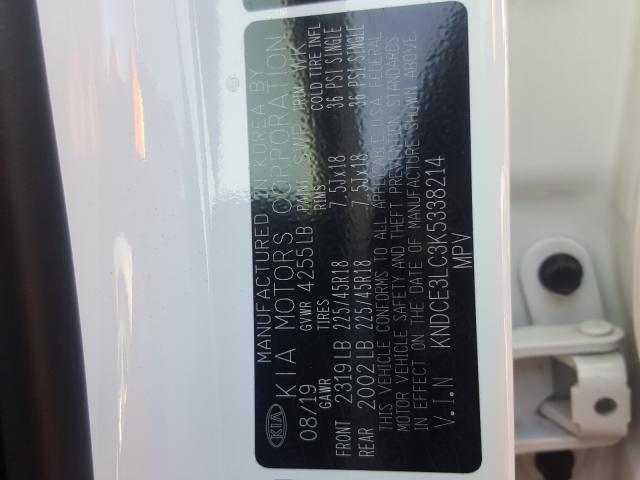 KIA
MANUFACTURED IN KOREA BY
KIA MOTORS CORPORATION
08/19 GVWR 4255LB PAINT SWP TRIM WK
GAWR TIRES RIMS COLD TIRE INFL
FRONT 2319LB 225/45R18 7.5Jx18 36 PSI SINGLE
REAR 2002LB 225/45R18 7.5Jx18 36 PSI SINGLE
THIS VEHICLE CONFORMS TO ALL APPLICABLE U.S.A FEDERAL
MOTOR VEHICLE SAFETY AND THEFT PREVENTION STANDARDS
IN EFFECT ON THE DATE OF MANUFACTURE SHOWN ABOVE.
V.I.N KNDCE3LC3K5338214
MPV